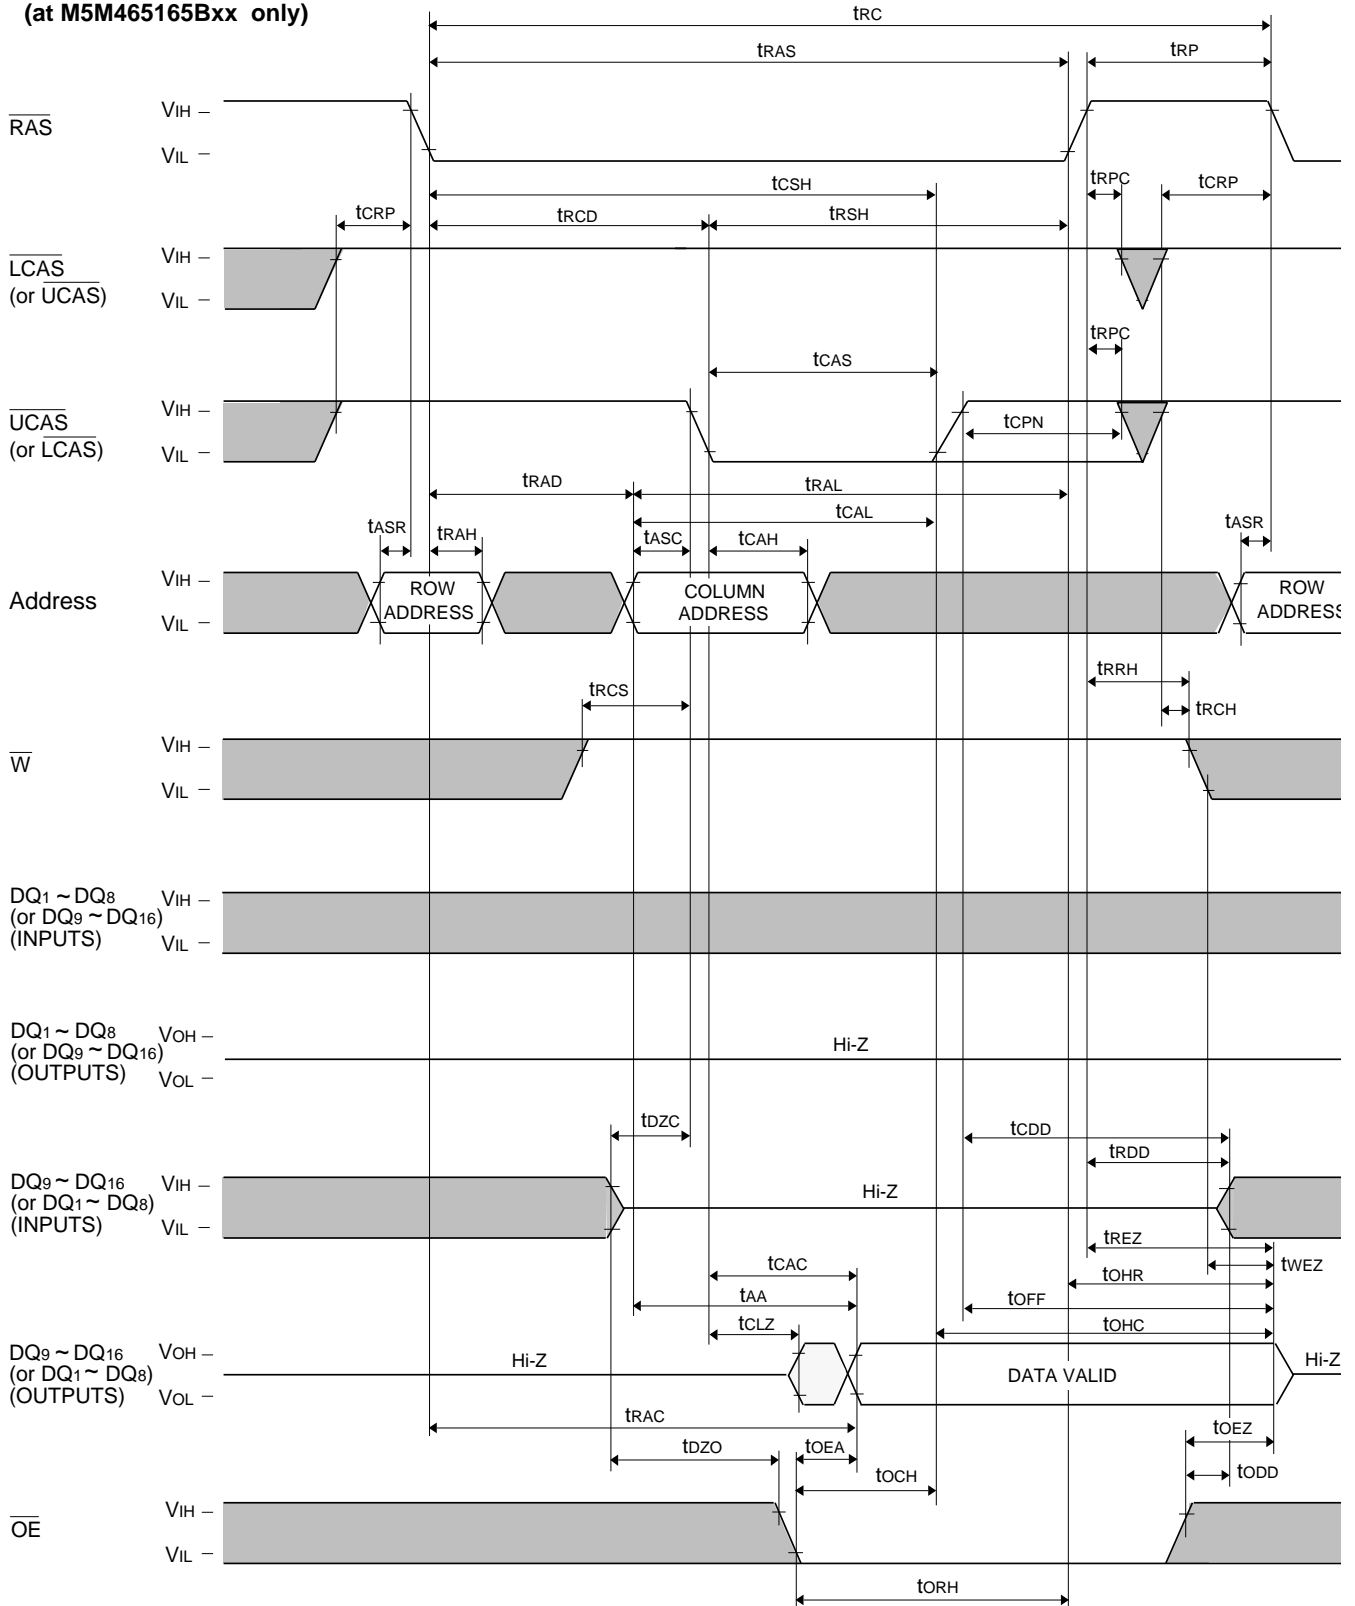 (at M5M465165Bxx only)
tRC
tRAS
tRP
RAS
VIH –
VIL –
tCSH
tRPC
tCRP
tCRP
tRCD
tRSH
LCAS
(or UCAS)
VIH –
VIL –
tRPC
tCAS
UCAS
(or LCAS)
VIH –
VIL –
tCPN
tRAD
tRAL
tCAL
tASR
tRAH
tASC
tCAH
tASR
Address
VIH –
VIL –
ROW
ADDRESS
COLUMN
ADDRESS
ROW
ADDRESS
tRRH
tRCS
tRCH
W
VIH –
VIL –
DQ1 ~ DQ8
(or DQ9 ~ DQ16)
(INPUTS)
VIH –
VIL –
DQ1 ~ DQ8
(or DQ9 ~ DQ16)
(OUTPUTS)
VOH –
VOL –
Hi-Z
tDZC
tCDD
tRDD
DQ9 ~ DQ16
(or DQ1 ~ DQ8)
(INPUTS)
VIH –
VIL –
Hi-Z
tREZ
tWEZ
tCAC
tOHR
tAA
tOFF
tCLZ
tOHC
DQ9 ~ DQ16
(or DQ1 ~ DQ8)
(OUTPUTS)
VOH –
VOL –
Hi-Z
DATA VALID
Hi-Z
tRAC
tOEZ
tDZO
tOEA
tODD
tOCH
OE
VIH –
VIL –
tORH